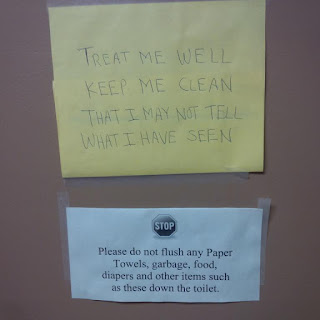 TREAT ME WELL
KEEP ME CLEAN
THAT I MAY NOT TELL
WHAT I HAVE SEEN
STOP
Please do not flush any Paper
Towels, garbage, food,
diapers and other items such
as these down the toilet.